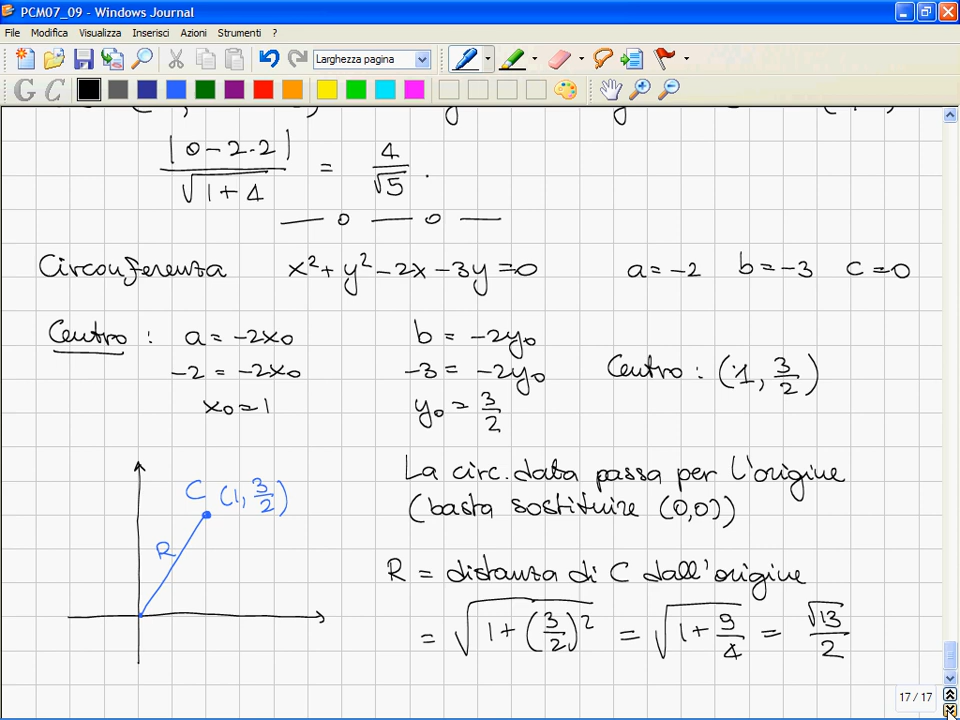 PCM07_09 - Windows Journal
File Modifica Visualizza Inserisci Azioni Strumenti ?
Larghezza pagina
G C
|0-2·2| / √(1+4) = 4/√5 .
— o — o —
Circonferenza x²+y²-2x-3y=0 a=-2 b=-3 c=0
Centro : a = -2x₀ b = -2y₀
-2 = -2x₀ -3 = -2y₀ Centro : (1, 3/2)
x₀=1 y₀ = 3/2
La circ. data passa per l'origine
C (1, 3/2)
(basta sostituire (0,0))
R
R = distanza di C dall'origine
= √(1+(3/2)²) = √(1+9/4) = √13/2
17 / 17